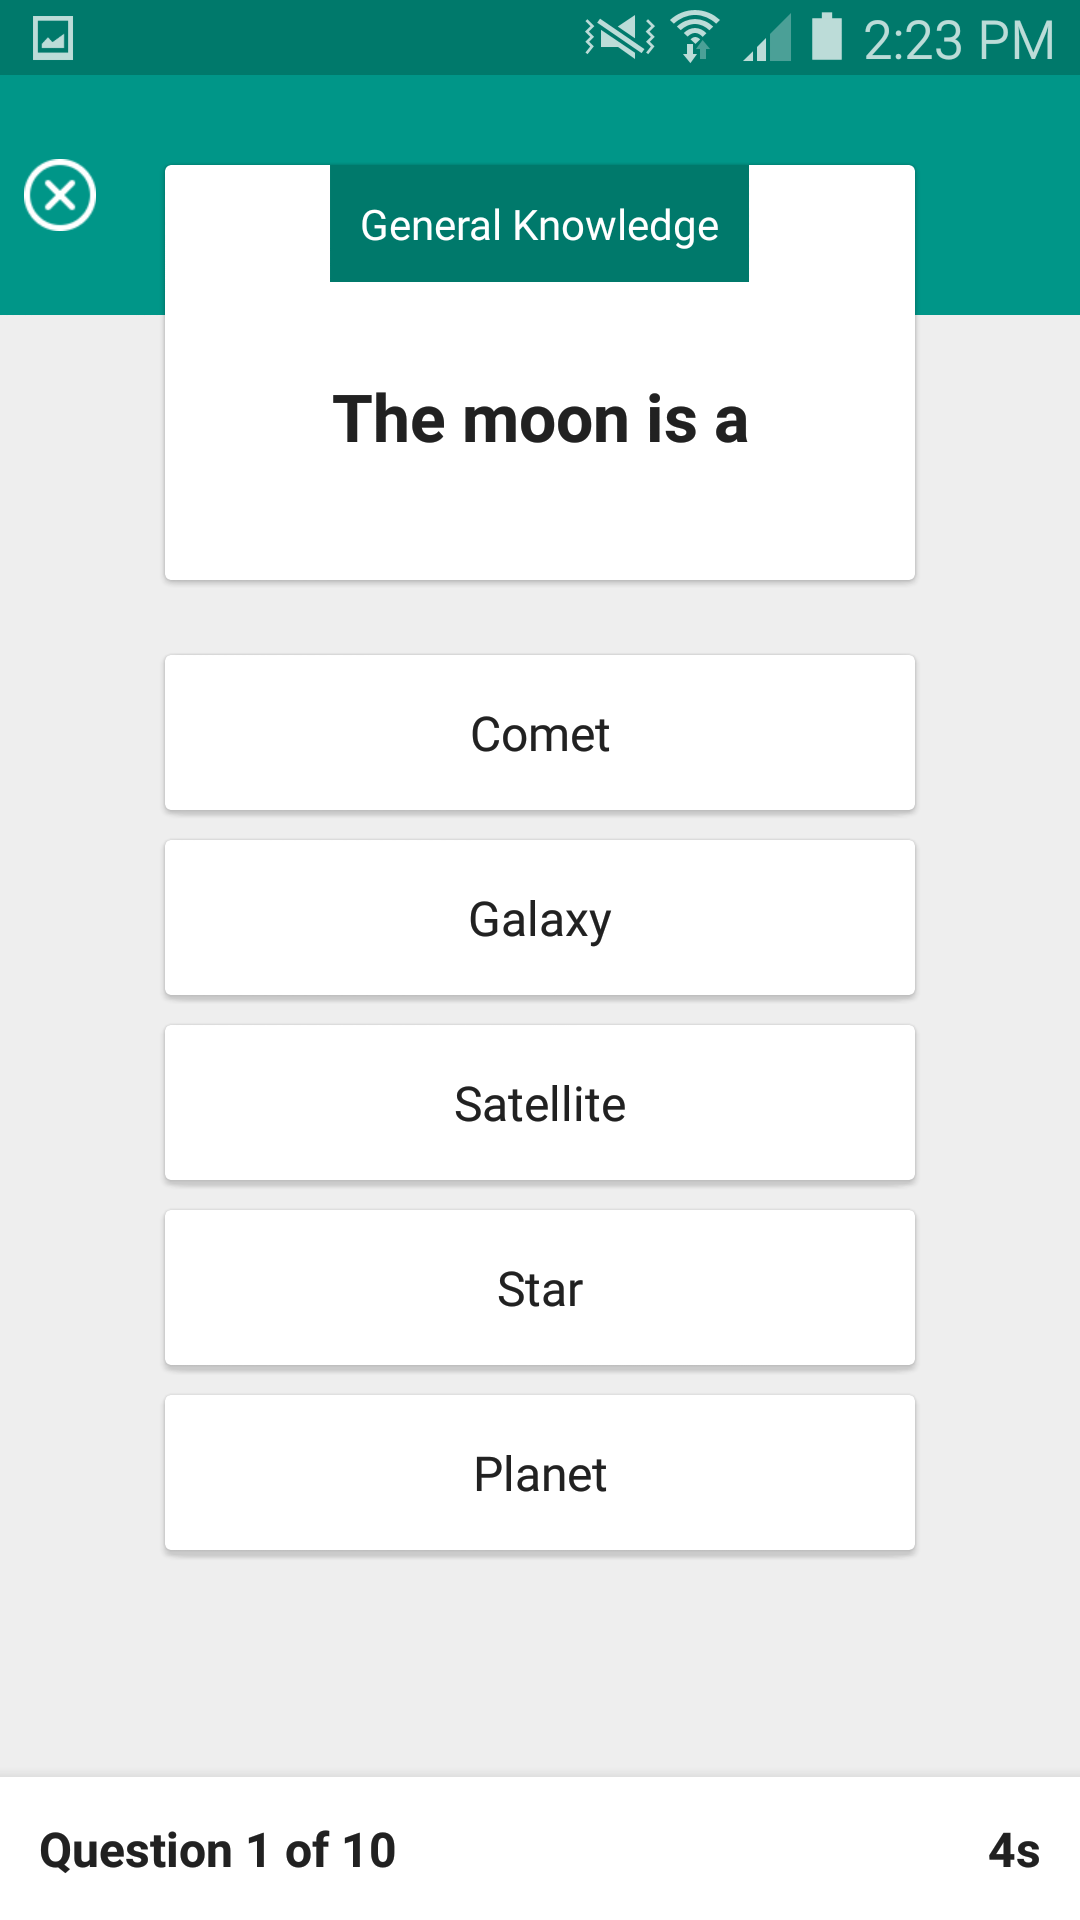 2:23 PM
General Knowledge
The moon is a
Comet
Galaxy
Satellite
Star
Planet
Question 1 of 10
4s